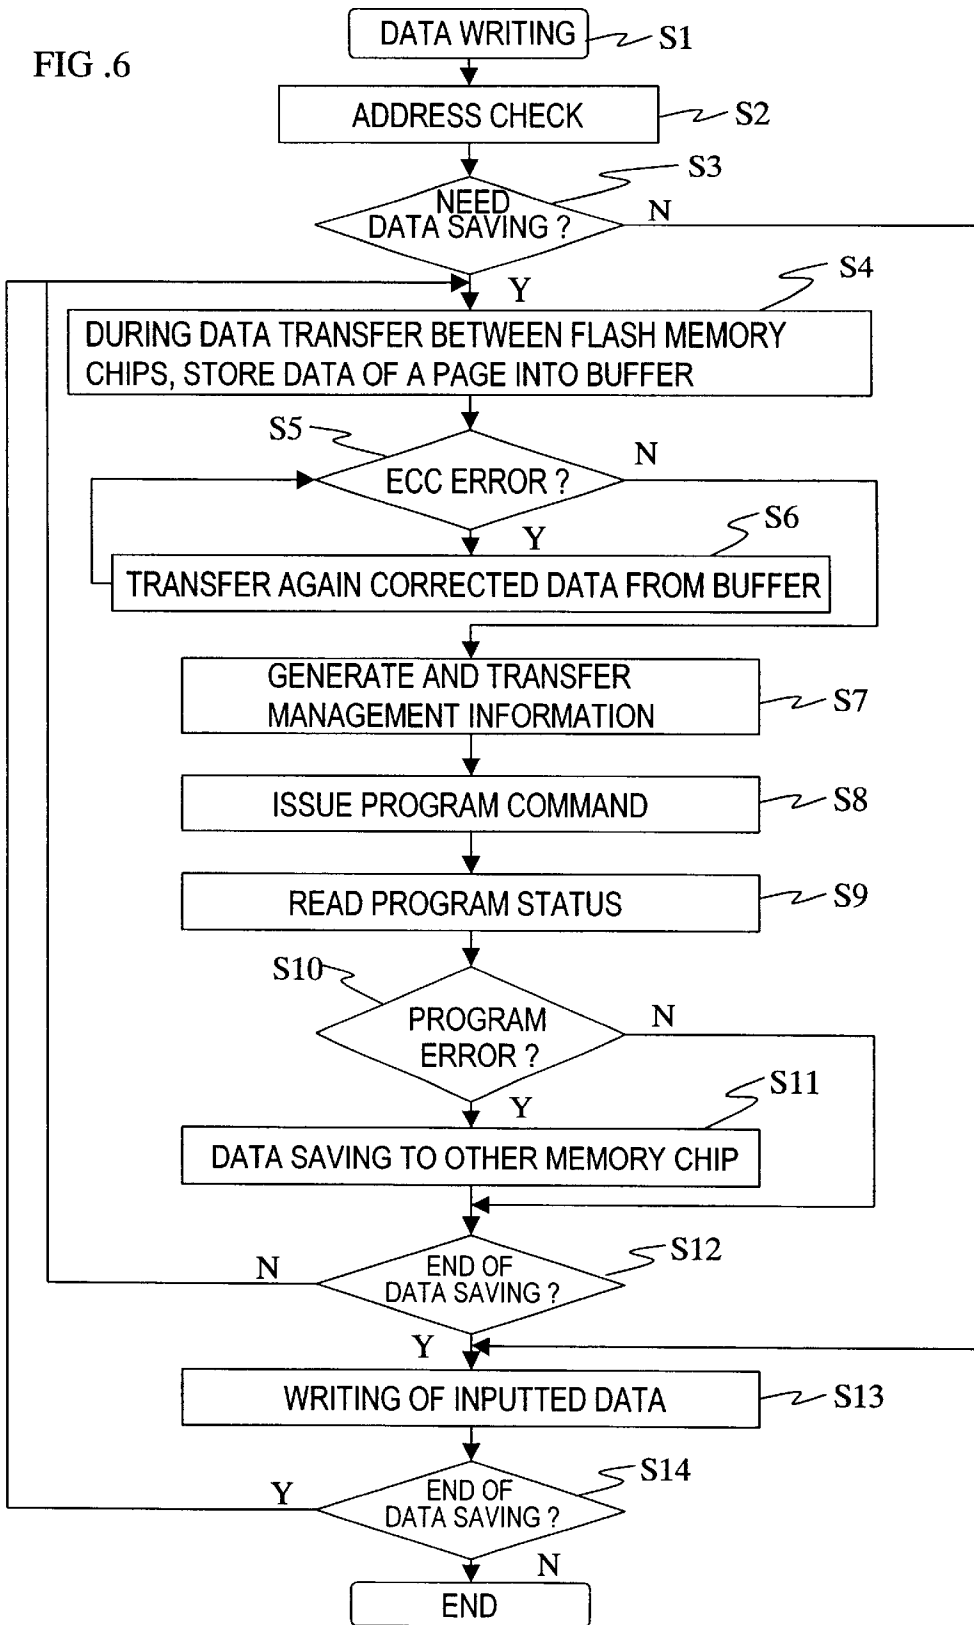 FIG .6
DATA WRITING
S1
ADDRESS CHECK
S2
S3
NEED
DATA SAVING ?
N
Y
S4
DURING DATA TRANSFER BETWEEN FLASH MEMORY
CHIPS, STORE DATA OF A PAGE INTO BUFFER
S5
ECC ERROR ?
N
Y
S6
TRANSFER AGAIN CORRECTED DATA FROM BUFFER
GENERATE AND TRANSFER
MANAGEMENT INFORMATION
S7
ISSUE PROGRAM COMMAND
S8
READ PROGRAM STATUS
S9
S10
PROGRAM
ERROR ?
N
Y
S11
DATA SAVING TO OTHER MEMORY CHIP
S12
N
END OF
DATA SAVING ?
Y
WRITING OF INPUTTED DATA
S13
S14
Y
END OF
DATA SAVING ?
N
END